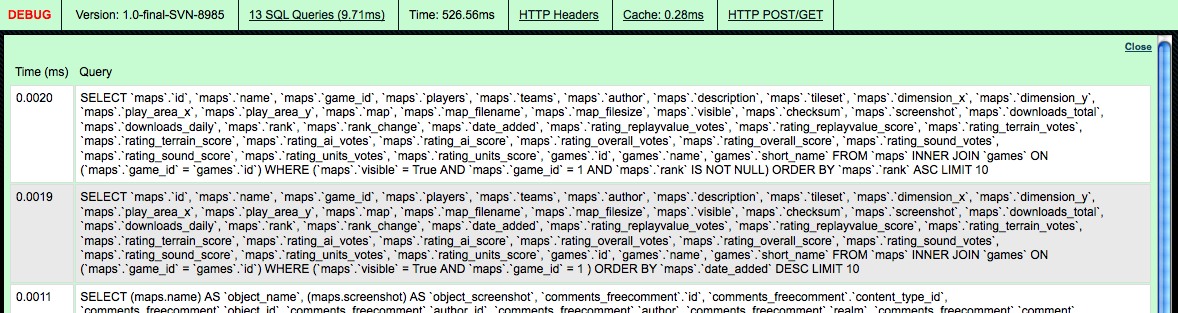 DEBUG Version: 1.0-final-SVN-8985 13 SQL Queries (9.71ms) Time: 526.56ms HTTP Headers Cache: 0.28ms HTTP POST/GET
Close
Time (ms) Query
0.0020 SELECT `maps`.`id`, `maps`.`name`, `maps`.`game_id`, `maps`.`players`, `maps`.`teams`, `maps`.`author`, `maps`.`description`, `maps`.`tileset`, `maps`.`dimension_x`, `maps`.`dimension_y`,
`maps`.`play_area_x`, `maps`.`play_area_y`, `maps`.`map`, `maps`.`map_filename`, `maps`.`map_filesize`, `maps`.`visible`, `maps`.`checksum`, `maps`.`screenshot`, `maps`.`downloads_total`,
`maps`.`downloads_daily`, `maps`.`rank`, `maps`.`rank_change`, `maps`.`date_added`, `maps`.`rating_replayvalue_votes`, `maps`.`rating_replayvalue_score`, `maps`.`rating_terrain_votes`,
`maps`.`rating_terrain_score`, `maps`.`rating_ai_votes`, `maps`.`rating_ai_score`, `maps`.`rating_overall_votes`, `maps`.`rating_overall_score`, `maps`.`rating_sound_votes`,
`maps`.`rating_sound_score`, `maps`.`rating_units_votes`, `maps`.`rating_units_score`, `games`.`id`, `games`.`name`, `games`.`short_name` FROM `maps` INNER JOIN `games` ON
(`maps`.`game_id` = `games`.`id`) WHERE (`maps`.`visible` = True AND `maps`.`game_id` = 1 AND `maps`.`rank` IS NOT NULL) ORDER BY `maps`.`rank` ASC LIMIT 10
0.0019 SELECT `maps`.`id`, `maps`.`name`, `maps`.`game_id`, `maps`.`players`, `maps`.`teams`, `maps`.`author`, `maps`.`description`, `maps`.`tileset`, `maps`.`dimension_x`, `maps`.`dimension_y`,
`maps`.`play_area_x`, `maps`.`play_area_y`, `maps`.`map`, `maps`.`map_filename`, `maps`.`map_filesize`, `maps`.`visible`, `maps`.`checksum`, `maps`.`screenshot`, `maps`.`downloads_total`,
`maps`.`downloads_daily`, `maps`.`rank`, `maps`.`rank_change`, `maps`.`date_added`, `maps`.`rating_replayvalue_votes`, `maps`.`rating_replayvalue_score`, `maps`.`rating_terrain_votes`,
`maps`.`rating_terrain_score`, `maps`.`rating_ai_votes`, `maps`.`rating_ai_score`, `maps`.`rating_overall_votes`, `maps`.`rating_overall_score`, `maps`.`rating_sound_votes`,
`maps`.`rating_sound_score`, `maps`.`rating_units_votes`, `maps`.`rating_units_score`, `games`.`id`, `games`.`name`, `games`.`short_name` FROM `maps` INNER JOIN `games` ON
(`maps`.`game_id` = `games`.`id`) WHERE (`maps`.`visible` = True AND `maps`.`game_id` = 1 ) ORDER BY `maps`.`date_added` DESC LIMIT 10
0.0011 SELECT (maps.name) AS `object_name`, (maps.screenshot) AS `object_screenshot`, `comments_freecomment`.`id`, `comments_freecomment`.`content_type_id`,
`comments_freecomment`.`object_id`, `comments_freecomment`.`author_id`, `comments_freecomment`.`author`, `comments_freecomment`.`realm`, `comments_freecomment`.`comment`,